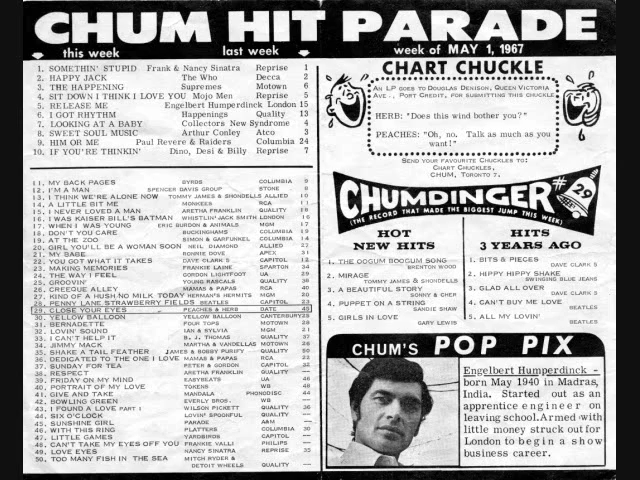 CHUM HIT PARADE
this week last week week of MAY 1, 1967
1. SOMETHIN' STUPID Frank & Nancy Sinatra Reprise 1
2. HAPPY JACK The Who Decca 2
3. THE HAPPENING Supremes Motown 6
4. SIT DOWN I THINK I LOVE YOU Mojo Men Reprise 5
5. RELEASE ME Engelbert Humperdinck London 15
6. I GOT RHYTHM Happenings Quality 13
7. LOOKING AT A BABY Collectors New Syndrome 4
8. SWEET SOUL MUSIC Arthur Conley Atco 3
9. HIM OR ME Paul Revere & Raiders Columbia 24
10. IF YOU'RE THINKIN' Dino, Desi & Billy Reprise 7
11. MY BACK PAGES BYRDS COLUMBIA 9
12. I'M A MAN SPENCER DAVIS GROUP STONE 8
13. I THINK WE'RE ALONE NOW TOMMY JAMES & SHONDELLS ALLIED 10
14. A LITTLE BIT ME MONKEES RCA 11
15. I NEVER LOVED A MAN ARETHA FRANKLIN QUALITY 12
16. I WAS KAISER BILL'S BATMAN WHISTLIN' JACK SMITH LONDON 16
17. WHEN I WAS YOUNG ERIC BURDON & ANIMALS MGM 17
18. DON'T YOU CARE BUCKINGHAMS COLUMBIA 19
19. AT THE ZOO SIMON & GARFUNKEL COLUMBIA 18
20. GIRL YOU'LL BE A WOMAN SOON NEIL DIAMOND ALLIED 22
21. MY BABE RONNIE DOVE APEX 31
22. YOU GOT WHAT IT TAKES DAVE CLARK 5 CAPITOL
23. MAKING MEMORIES FRANKIE LAINE SPARTAN 34
24. THE WAY I FEEL GORDON LIGHTFOOT UA
25. GROOVIN' YOUNG RASCALS QUALITY
26. CREEQUE ALLEY MAMAS & PAPAS RCA 40
27. KIND OF A HUSH NO MILK TODAY HERMAN'S HERMITS MGM 20
28. PENNY LANE STRAWBERRY FIELDS BEATLES CAPITOL
29. CLOSE YOUR EYES PEACHES & HERB DATE 45
30. YELLOW BALLOON YELLOW BALLOON CANTERBURY
31. BERNADETTE FOUR TOPS MOTOWN
32. LOVIN' SOUND IAN & SYLVIA MGM 21
33. I CAN'T HELP IT B. J. THOMAS QUALITY
34. JIMMY MACK MARTHA & VANDELLAS MOTOWN
35. SHAKE A TAIL FEATHER JAMES & BOBBY PURIFY QUALITY 50
36. DEDICATED TO THE ONE I LOVE MAMAS & PAPAS RCA
37. SUNDAY FOR TEA PETER & GORDON CAPITOL
38. RESPECT ARETHA FRANKLIN QUALITY
39. FRIDAY ON MY MIND EASYBEATS UA 46
40. PORTRAIT OF MY LOVE TOKENS WB
41. GIVE AND TAKE MANDALA PHONODISC 44
42. BOWLING GREEN EVERLY BROS. WB
43. I FOUND A LOVE PART 1 WILSON PICKETT QUALITY
44. SIX O'CLOCK LOVIN' SPOONFUL QUALITY
45. SUNSHINE GIRL PARADE A&M
46. WITH THIS RING PLATTERS COLUMBIA 30
47. LITTLE GAMES YARDBIRDS CAPITOL
48. CAN'T TAKE MY EYES OFF YOU FRANKIE VALLI PHILIPS
49. LOVE EYES NANCY SINATRA REPRISE
50. TOO MANY FISH IN THE SEA MITCH RYDER &
DETROIT WHEELS QUALITY
CHART CHUCKLE
AN LP GOES TO DOUGLAS DENISON, QUEEN VICTORIA
AVE., PORT CREDIT, FOR SUBMITTING THIS CHUCKLE
HERB: "Does this wind bother you?"
PEACHES: "Oh, no. Talk as much as you
want!"
SEND YOUR FAVOURITE CHUCKLES TO:
CHART CHUCKLES,
CHUM, TORONTO 7.
CHUMDINGER #29
(THE RECORD THAT MADE THE BIGGEST JUMP THIS WEEK)
HOT
NEW HITS
1. THE OOGUM BOOGUM SONG
BRENTON WOOD
2. MIRAGE
TOMMY JAMES & SHONDELLS
3. A BEAUTIFUL STORY
SONNY & CHER
4. PUPPET ON A STRING
SANDIE SHAW
5. GIRLS IN LOVE
GARY LEWIS
HITS
3 YEARS AGO
1. BITS & PIECES
DAVE CLARK 5
2. HIPPY HIPPY SHAKE
SWINGING BLUE JEANS
3. GLAD ALL OVER
DAVE CLARK 5
4. CAN'T BUY ME LOVE
BEATLES
5. ALL MY LOVIN'
BEATLES
CHUM'S POP PIX
Engelbert Humperdinck -
born May 1940 in Madras,
India. Started out as an
apprentice engineer on
leaving school. Armed with
little money struck out for
London to begin a show
business career.